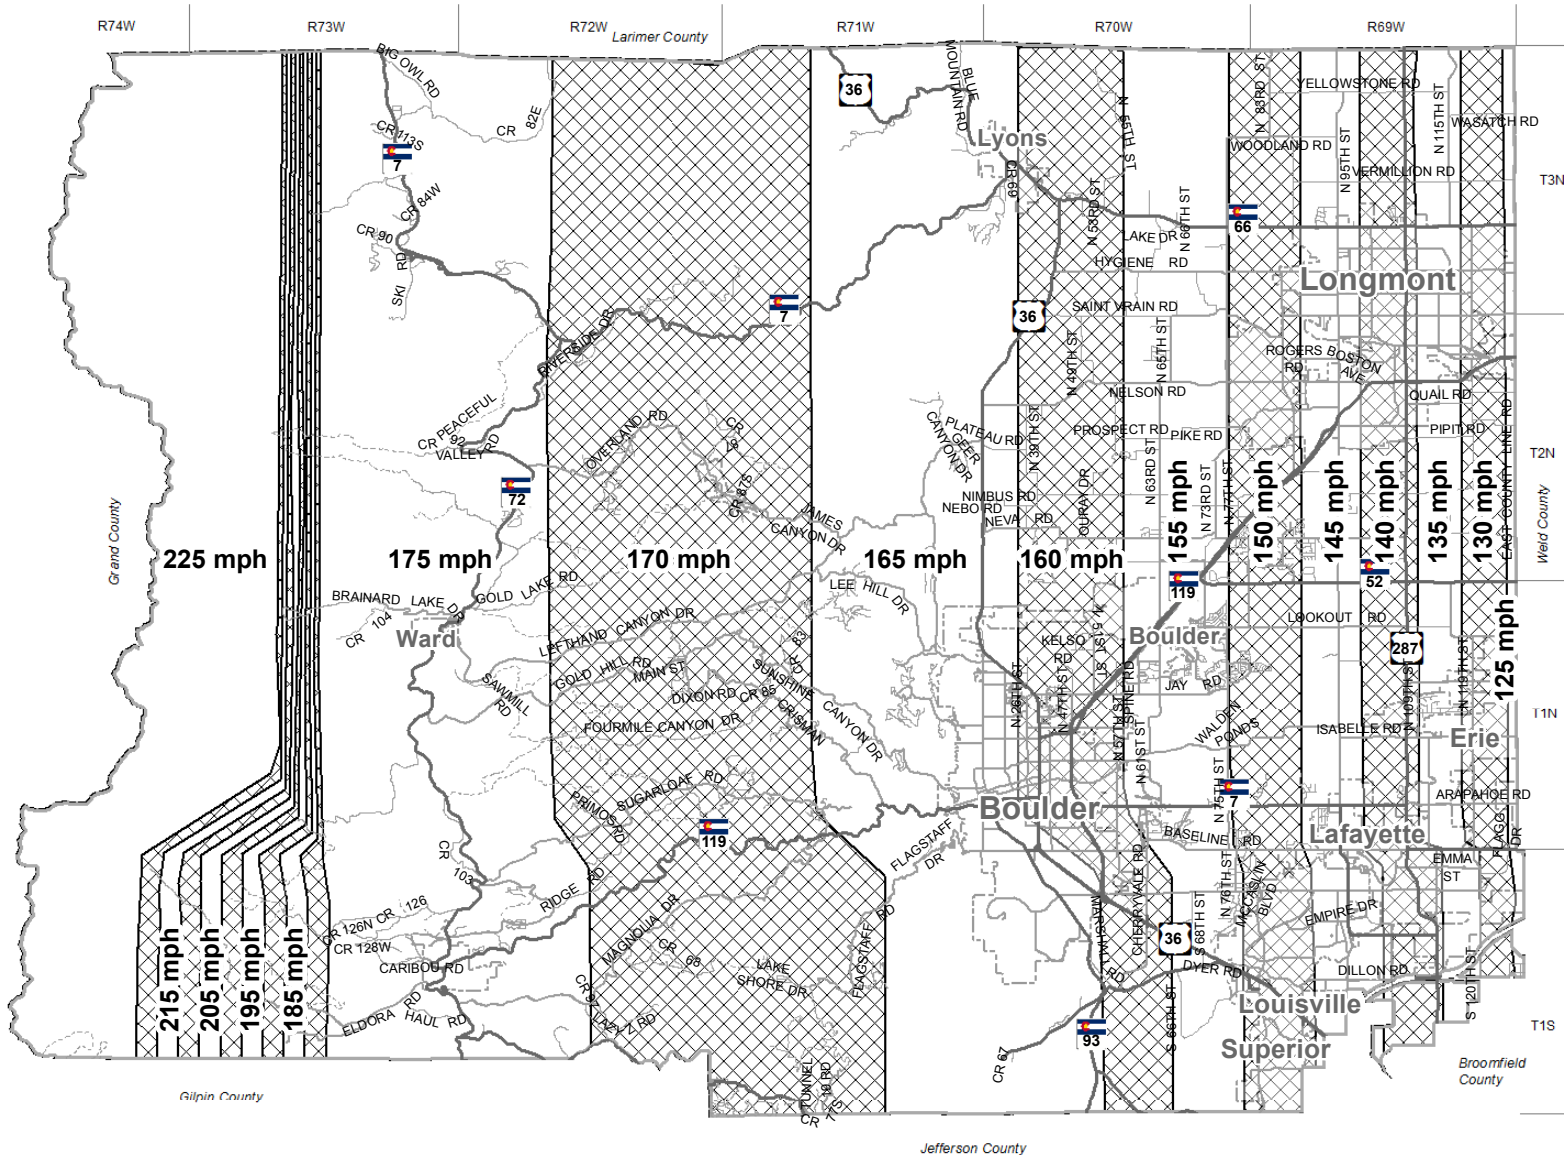 R74W
R73W
R72W
R71W
R70W
R69W
Larimer County
BIG OWL RD
CR 82E
CR 113S
7
CR 84W
CR 90
SKI RD
36
BLUE
MOUNTAIN RD
Lyons
CR 69
N 55TH ST
N 53RD ST
N 66TH ST
LAKE DR
HYGIENE RD
SAINT VRAIN RD
66
N 83RD ST
YELLOWSTONE RD
WOODLAND RD
N 95TH ST
VERMILLION RD
N 115TH ST
WASATCH RD
T3N
Longmont
7
36
RIVERSIDE DR
N 49TH ST
N 65TH ST
ROGERS
RD
BOSTON
AVE
NELSON RD
QUAIL RD
PIPIT RD
EAST COUNTY LINE RD
CR PEACEFUL
92
VALLEY RD
72
OVERLAND RD
CR
87
CR 87S
JAMES
CANYON DR
PLATEAU RD
GEER
CANYON DR
N 39TH ST
PROSPECT RD
PIKE RD
N 63RD ST
N 73RD ST
N 77TH ST
NIMBUS RD
NEBO RD
NEVA RD
OURAY DR
T2N
Grand County
Weld County
225 mph
175 mph
170 mph
165 mph
160 mph
155 mph
150 mph
145 mph
140 mph
135 mph
130 mph
125 mph
119
52
BRAINARD LAKE DR
GOLD LAKE RD
CR 104
Ward
LEFTHAND CANYON DR
LEE HILL DR
GOLD HILL RD
MAIN ST
SAWMILL
RD
DIXON RD
CR 85
CR 83
SUNSHINE
CANYON DR
CRISMAN
FOURMILE CANYON DR
N 26TH ST
KELSO
RD
N 51ST ST
N 47TH ST
N 57TH ST
SPINE RD
N 61ST ST
Boulder
JAY RD
WALDEN
PONDS
LOOKOUT RD
287
N 109TH ST
N 119TH ST
ISABELLE RD
Erie
T1N
SUGARLOAF RD
PRIMOS RD
119
Boulder
N 75TH ST
7
BASELINE RD
Lafayette
ARAPAHOE RD
FLAGG
DR
EMMA
ST
CR
103
FLAGSTAFF
DR
CHERRYVALE RD
N 76TH ST
MCCASLIN
BLVD
EMPIRE DR
CR 126N
CR 126
CR 128W
RIDGE RD
MAGNOLIA DR
CR
68
LAKE
SHORE DR
FLAGSTAFF RD
MARSHALL RD
36
S 68TH ST
DYER RD
DILLON RD
S 120TH ST
CARIBOU RD
ELDORA RD
HAUL RD
CR 97
LAZY Z RD
215 mph
205 mph
195 mph
185 mph
Louisville
Superior
93
CR 67
S 66TH ST
T1S
TUNNEL
19 RD
CR
77S
Gilpin County
Jefferson County
Broomfield
County